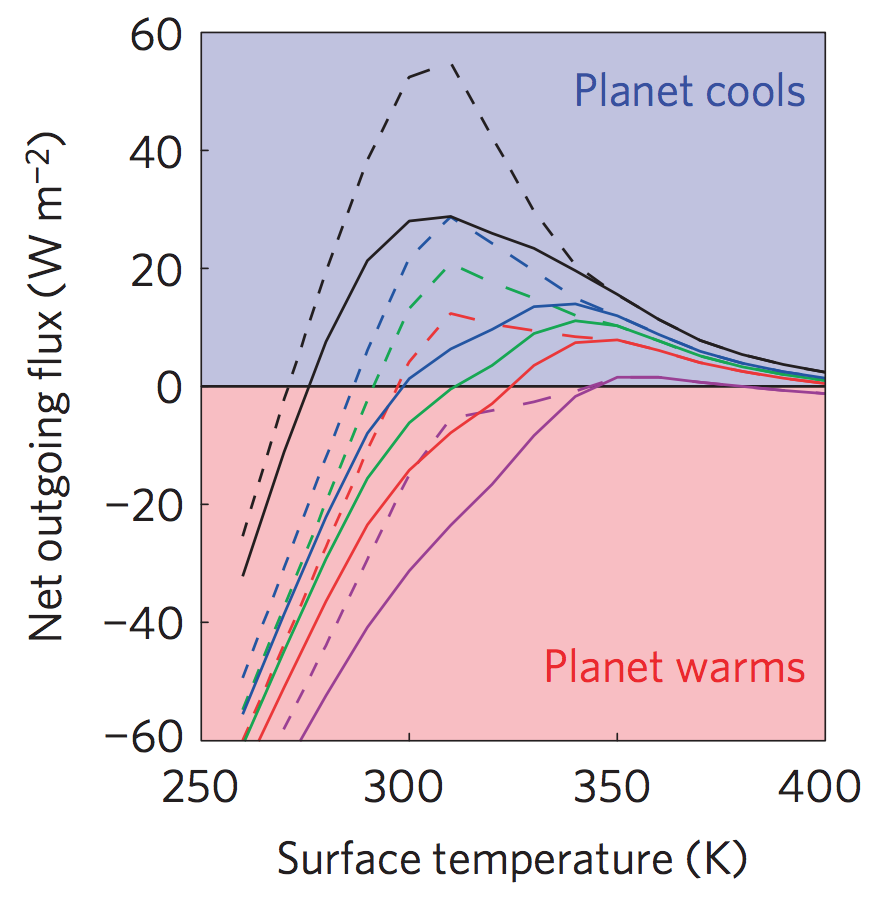 60
40
20
0
−20
−40
−60
Net outgoing flux (W m−2)
Planet cools
Planet warms
250 300 350 400
Surface temperature (K)